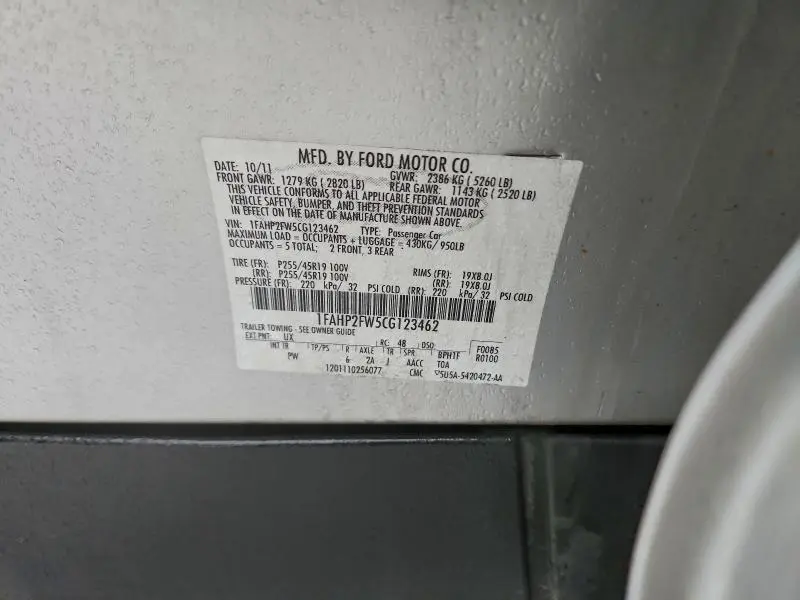 MFD. BY FORD MOTOR CO.
DATE: 10/11 GVWR: 2386 KG ( 5260 LB)
FRONT GAWR: 1279 KG ( 2820 LB) REAR GAWR: 1143 KG ( 2520 LB)
THIS VEHICLE CONFORMS TO ALL APPLICABLE FEDERAL MOTOR
VEHICLE SAFETY, BUMPER, AND THEFT PREVENTION STANDARDS
IN EFFECT ON THE DATE OF MANUFACTURE SHOWN ABOVE.
VIN: 1FAHP2FW5CG123462 TYPE: Passenger Car
MAXIMUM LOAD = OCCUPANTS + LUGGAGE = 430KG/ 950LB
OCCUPANTS = 5 TOTAL; 2 FRONT, 3 REAR
TIRE (FR): P255/45R19 100V RIMS (FR): 19X8.0J
(RR): P255/45R19 100V (RR): 19X8.0J
PRESSURE (FR): 220 kPa/ 32 PSI COLD (RR): 220 kPa/ 32 PSI COLD
1FAHP2FW5CG123462
TRAILER TOWING - SEE OWNER GUIDE
EXT PNT: UX RC: 48 DSO: F0085
INT TR TP/PS R AXLE TR SPR BPH1F R0100
PW 6 2A J AACC TOA
1201110256077 CMC 5U5A-5420472-AA